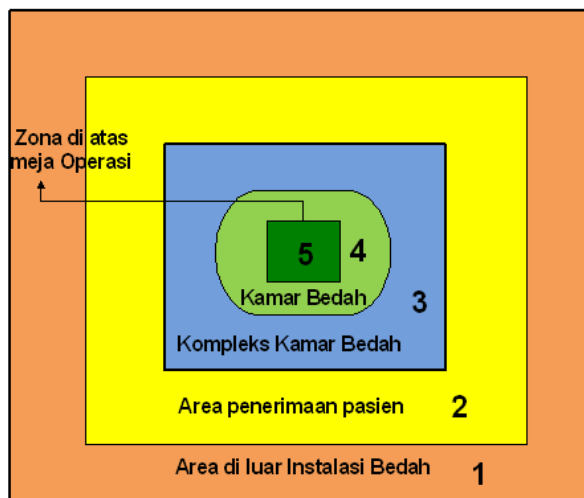 Zona di atas
meja Operasi
5
4
Kamar Bedah
3
Kompleks Kamar Bedah
Area penerimaan pasien
2
Area di luar Instalasi Bedah
1